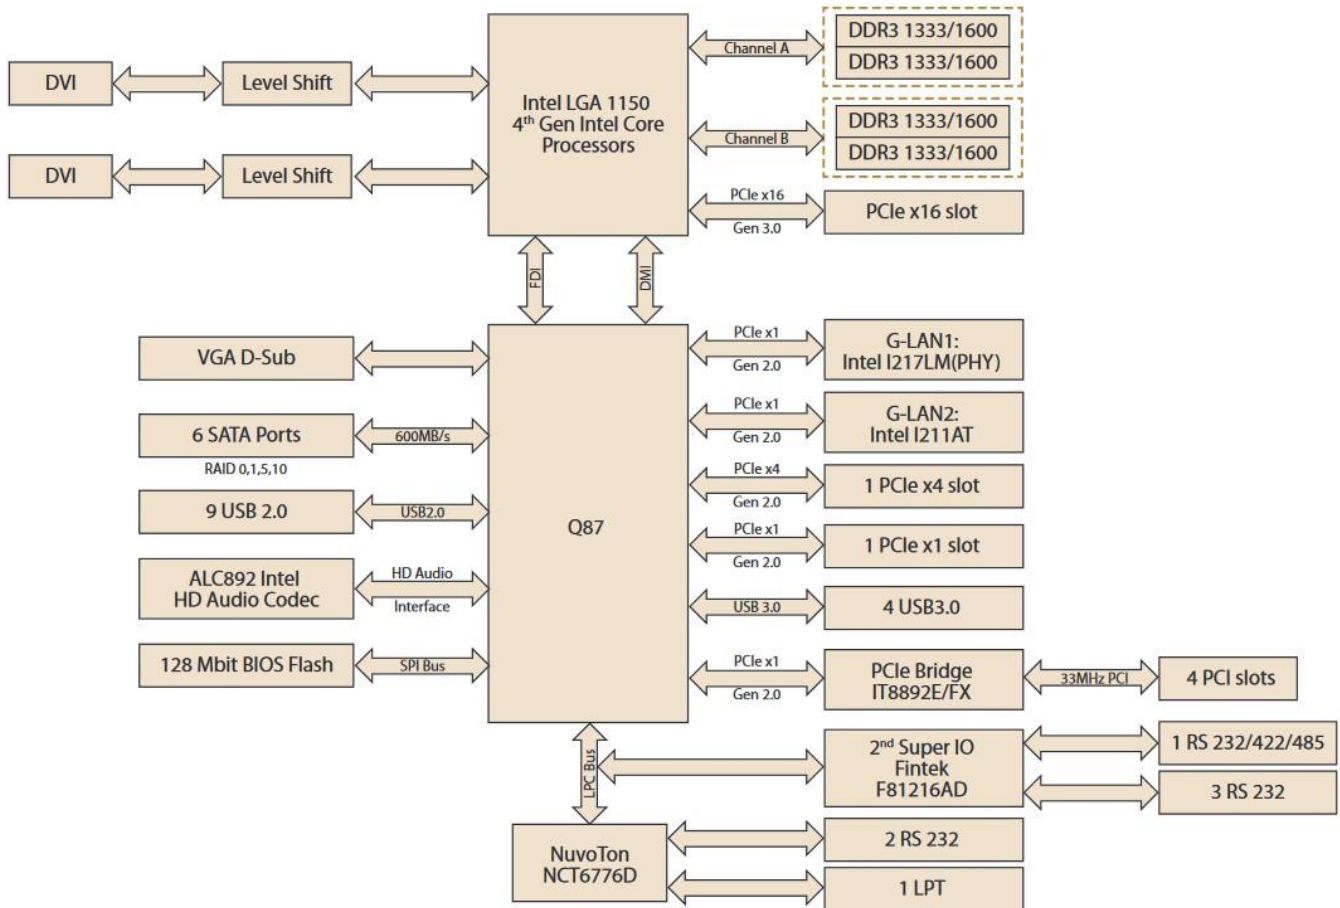 DVI
Level Shift
DVI
Level Shift
Intel LGA 1150
4th Gen Intel Core
Processors
Channel A
DDR3 1333/1600
DDR3 1333/1600
Channel B
DDR3 1333/1600
DDR3 1333/1600
PCIe x16
Gen 3.0
PCIe x16 slot
FDI
DMI
VGA D-Sub
6 SATA Ports
600MB/s
RAID 0,1,5,10
9 USB 2.0
USB2.0
ALC892 Intel
HD Audio Codec
HD Audio
Interface
128 Mbit BIOS Flash
SPI Bus
Q87
PCIe x1
Gen 2.0
G-LAN1:
Intel I217LM(PHY)
PCIe x1
Gen 2.0
G-LAN2:
Intel I211AT
PCIe x4
Gen 2.0
1 PCIe x4 slot
PCIe x1
Gen 2.0
1 PCIe x1 slot
USB 3.0
4 USB3.0
PCIe x1
Gen 2.0
PCIe Bridge
IT8892E/FX
33MHz PCI
4 PCI slots
LPC Bus
2nd Super IO
Fintek
F81216AD
1 RS 232/422/485
3 RS 232
NuvoTon
NCT6776D
2 RS 232
1 LPT